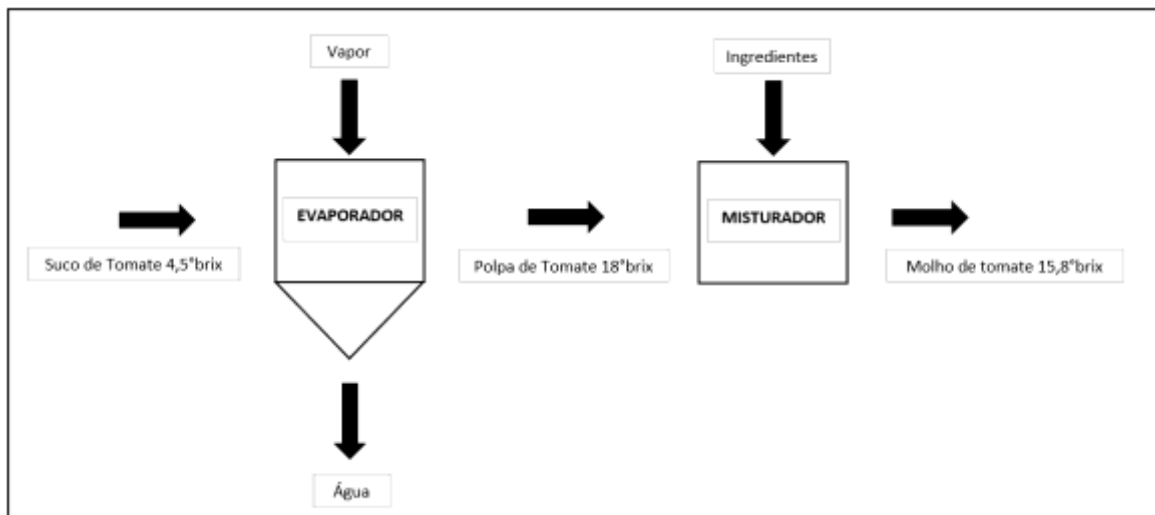 Vapor
Ingredientes
EVAPORADOR
MISTURADOR
Suco de Tomate 4,5°brix
Polpa de Tomate 18°brix
Molho de tomate 15,8°brix
Água